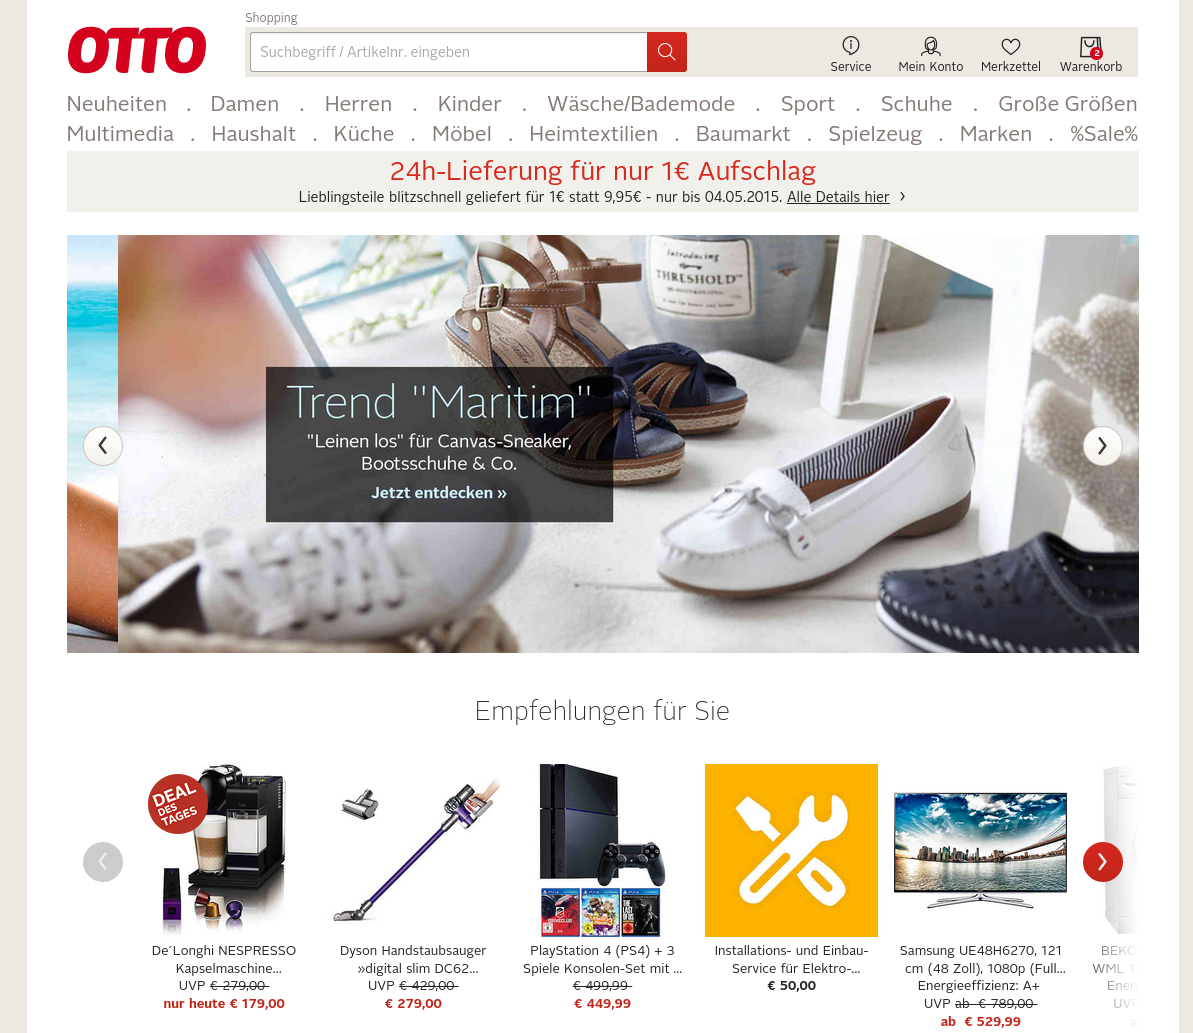 Shopping
OTTO
Suchbegriff / Artikelnr. eingeben
2
Service Mein Konto Merkzettel Warenkorb
Neuheiten . Damen . Herren . Kinder . Wäsche/Bademode . Sport . Schuhe . Große Größen
Multimedia . Haushalt . Küche . Möbel . Heimtextilien . Baumarkt . Spielzeug . Marken . %Sale%
24h-Lieferung für nur 1€ Aufschlag
Lieblingsteile blitzschnell geliefert für 1€ statt 9,95€ - nur bis 04.05.2015. Alle Details hier ›
Introducing
THRESHOLD
Trend "Maritim"
"Leinen los" für Canvas-Sneaker,
Bootsschuhe & Co.
Jetzt entdecken »
Empfehlungen für Sie
DEAL
DES
TAGES
De´Longhi NESPRESSO
Kapselmaschine...
UVP € 279,00
nur heute € 179,00
Dyson Handstaubsauger
»digital slim DC62...
UVP € 429,00
€ 279,00
PlayStation 4 (PS4) + 3
Spiele Konsolen-Set mit ...
€ 499,99
€ 449,99
Installations- und Einbau-
Service für Elektro-...
€ 50,00
Samsung UE48H6270, 121
cm (48 Zoll), 1080p (Full...
Energieeffizienz: A+
UVP ab € 789,00
ab € 529,99
BEKO
WML
UVP